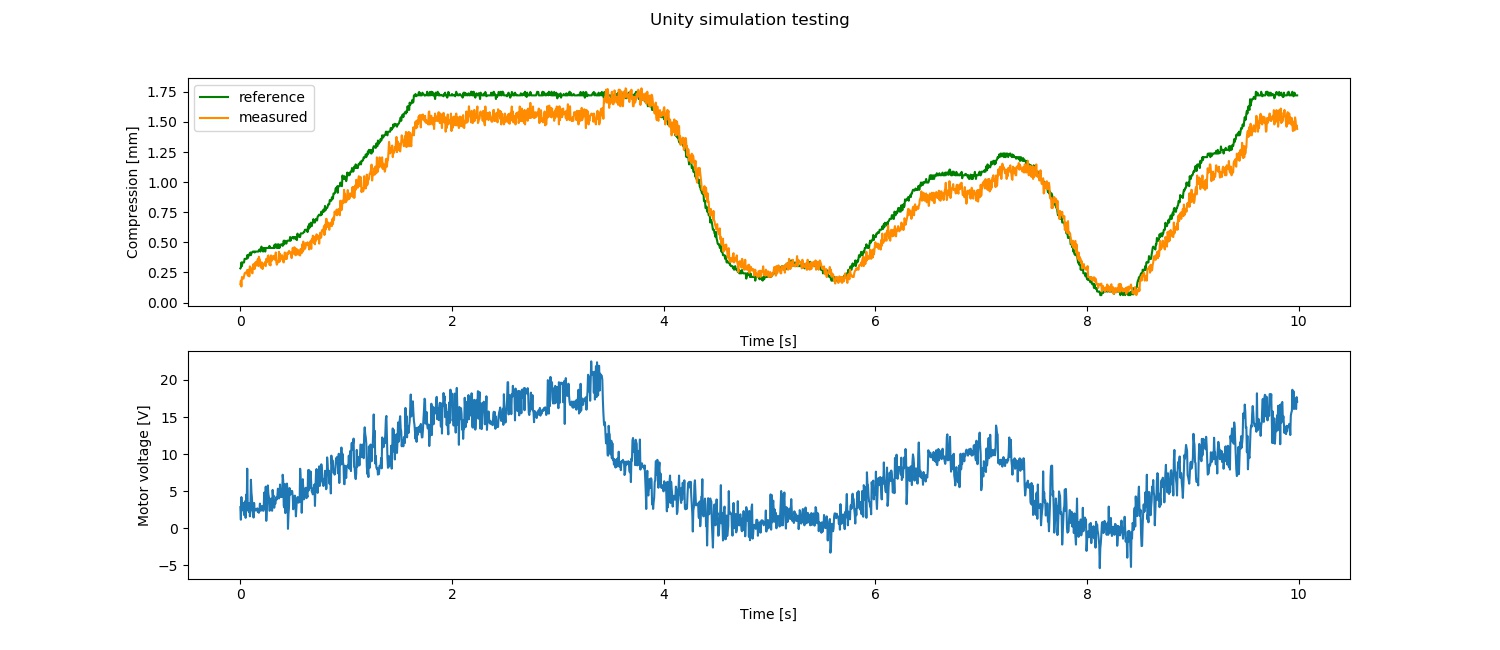 Unity simulation testing
1.75
1.50
1.25
1.00
0.75
0.50
0.25
0.00
Compression [mm]
reference
measured
0 2 4 6 8 10
Time [s]
20
15
10
5
0
−5
Motor voltage [V]
0 2 4 6 8 10
Time [s]